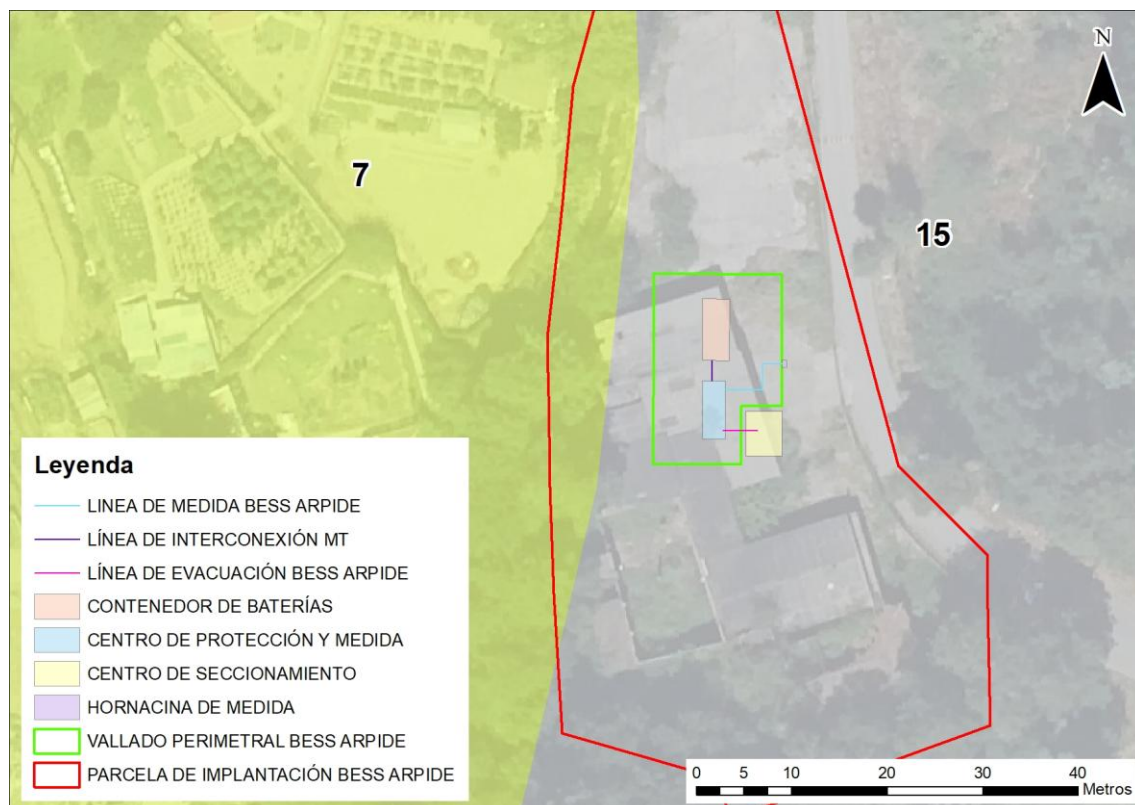 N
7
15
Leyenda
LINEA DE MEDIDA BESS ARPIDE
LÍNEA DE INTERCONEXIÓN MT
LÍNEA DE EVACUACIÓN BESS ARPIDE
CONTENEDOR DE BATERÍAS
CENTRO DE PROTECCIÓN Y MEDIDA
CENTRO DE SECCIONAMIENTO
HORNACINA DE MEDIDA
VALLADO PERIMETRAL BESS ARPIDE
PARCELA DE IMPLANTACIÓN BESS ARPIDE
0 5 10 20 30 40
Metros